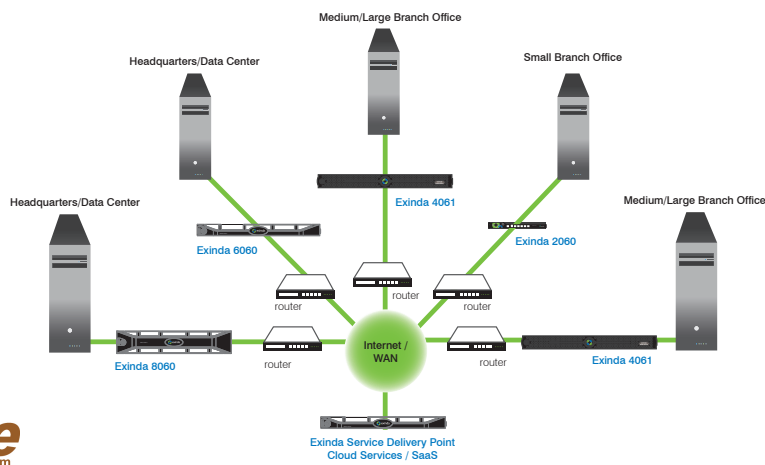 Medium/Large Branch Office
Headquarters/Data Center
Small Branch Office
Headquarters/Data Center
Exinda 4061
Medium/Large Branch Office
Exinda 6060
Exinda 2060
router
router
router
Internet /
WAN
Exinda 8060
router
router
Exinda 4061
Exinda Service Delivery Point
Cloud Services / SaaS
e
m